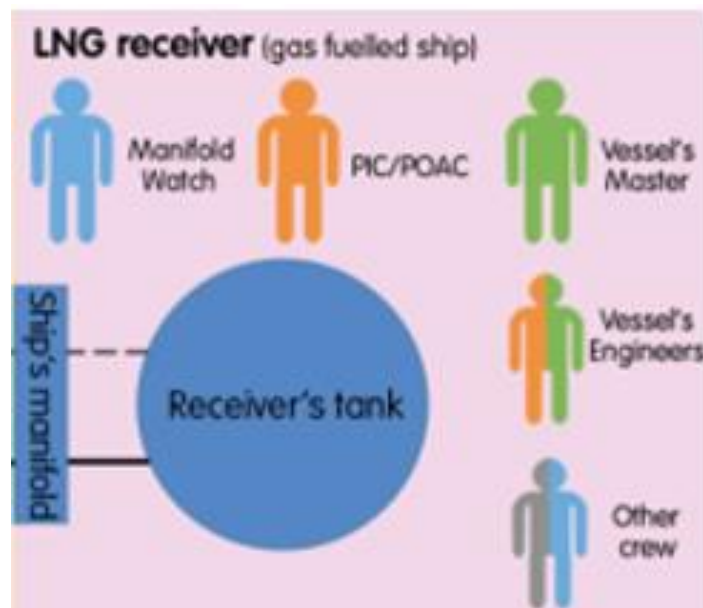 LNG receiver (gas fuelled ship)
Manifold
Watch
PIC/POAC
Vessel's
Master
Ship's manifold
Receiver's tank
Vessel's
Engineers
Other
crew